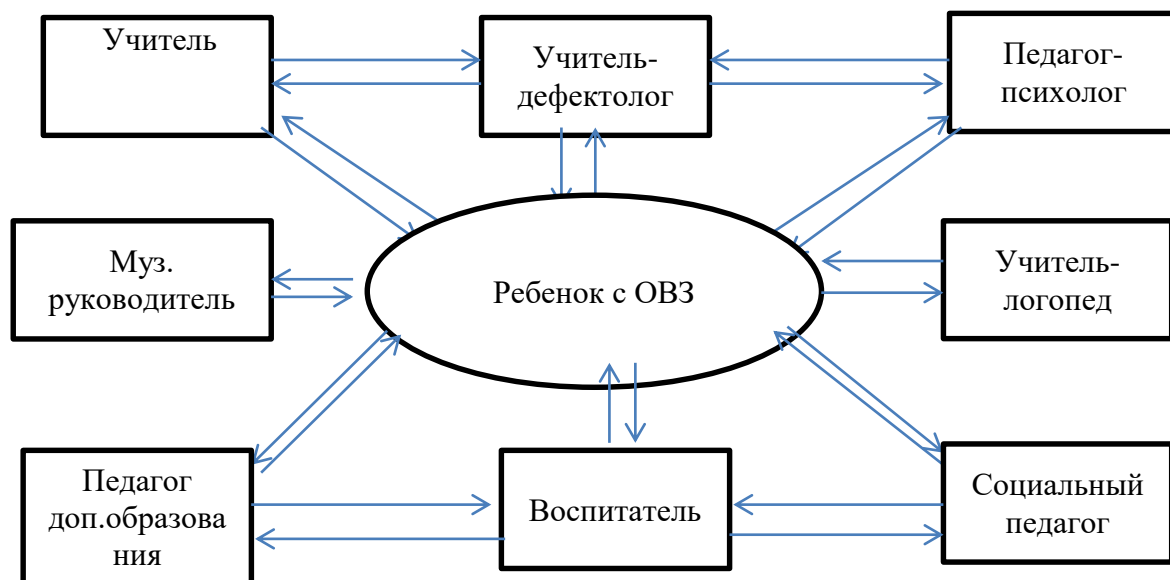 Учитель
Учитель-
дефектолог
Педагог-
психолог
Муз.
руководитель
Ребенок с ОВЗ
Учитель-
логопед
Педагог
доп.образова
ния
Воспитатель
Социальный
педагог